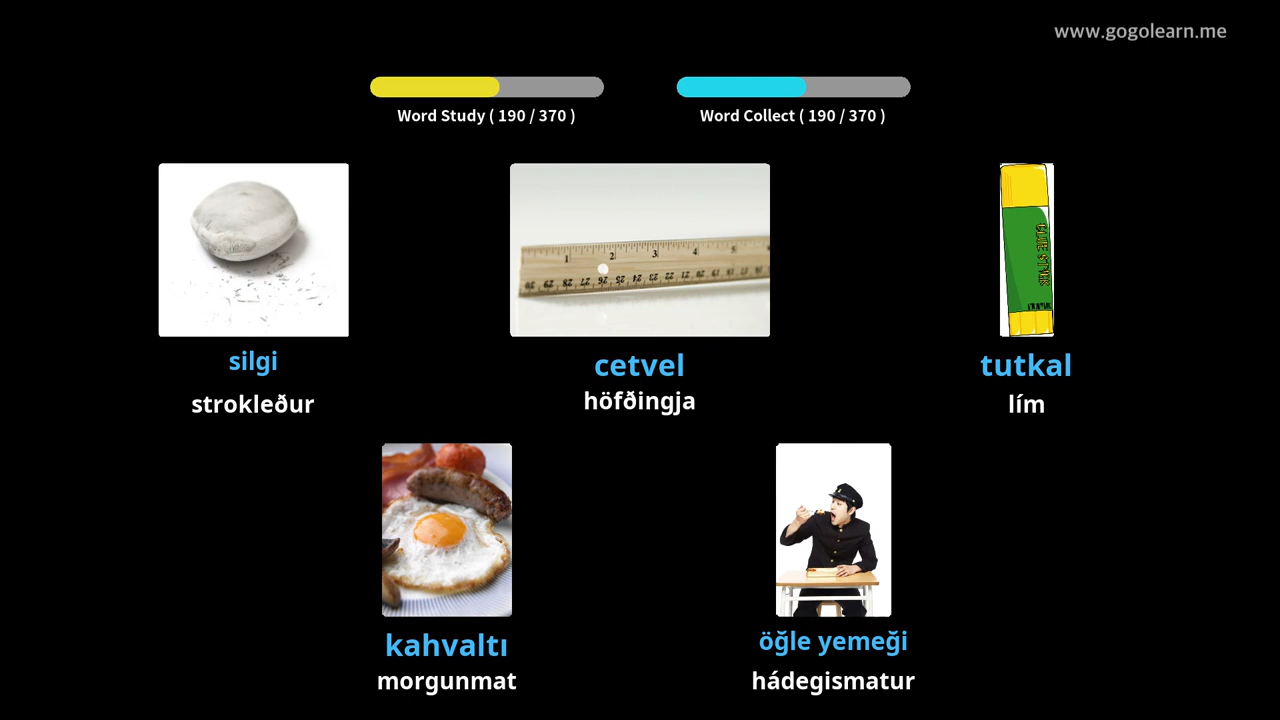 www.gogolearn.me
Word Study ( 190 / 370 )
Word Collect ( 190 / 370 )
silgi
strokleður
cetvel
höfðingja
tutkal
lím
kahvaltı
morgunmat
öğle yemeği
hádegismatur